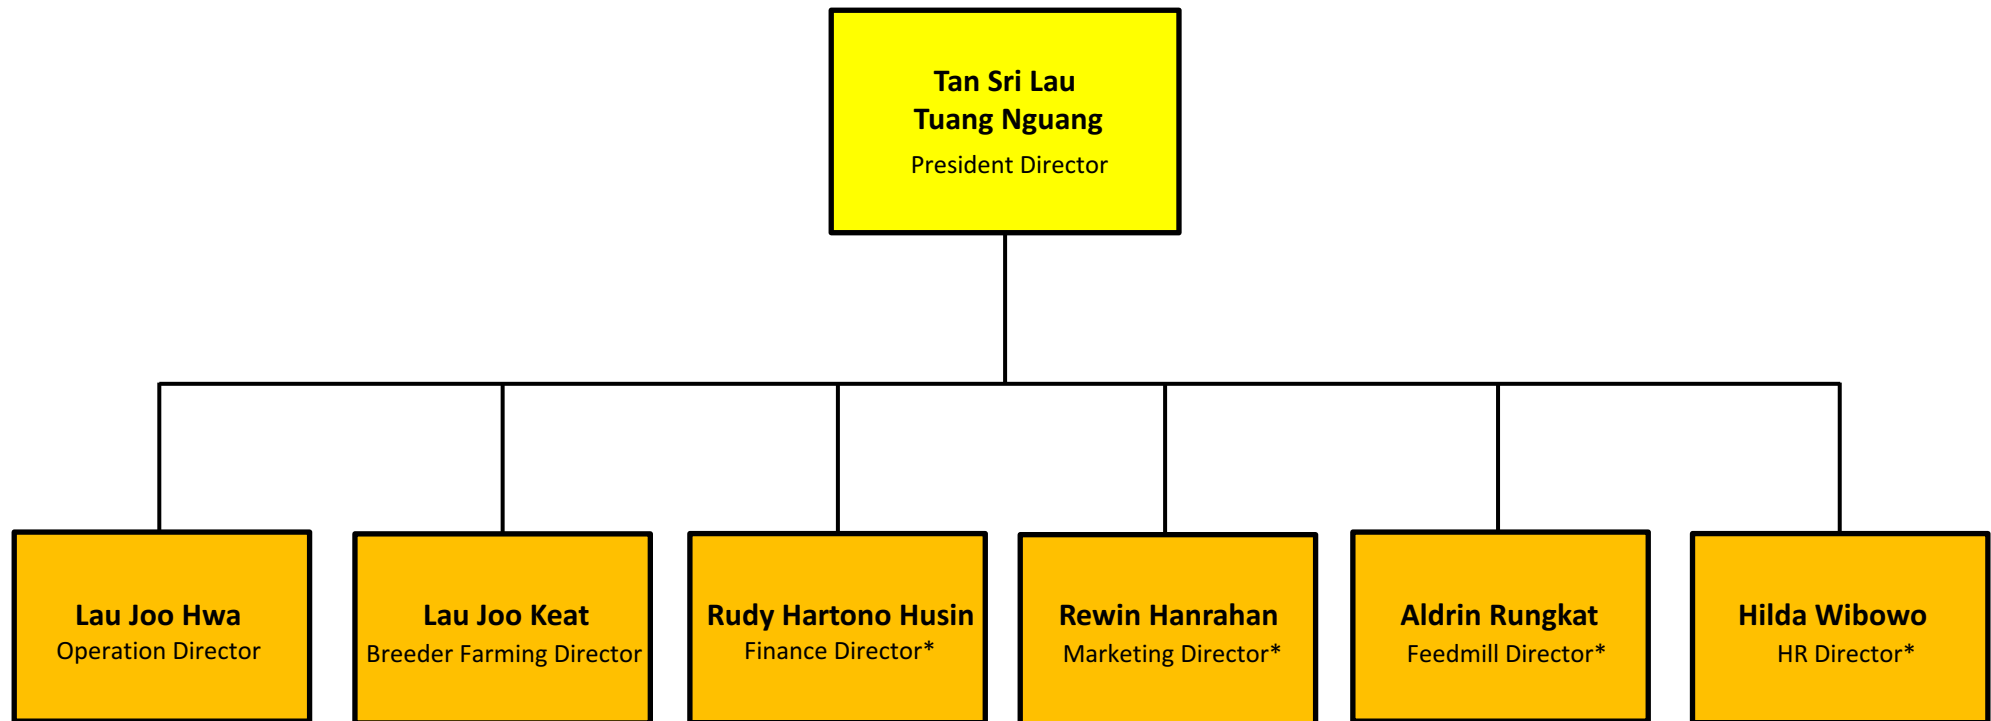 Tan Sri Lau
Tuang Nguang
President Director
Lau Joo Hwa
Operation Director
Lau Joo Keat
Breeder Farming Director
Rudy Hartono Husin
Finance Director*
Rewin Hanrahan
Marketing Director*
Aldrin Rungkat
Feedmill Director*
Hilda Wibowo
HR Director*